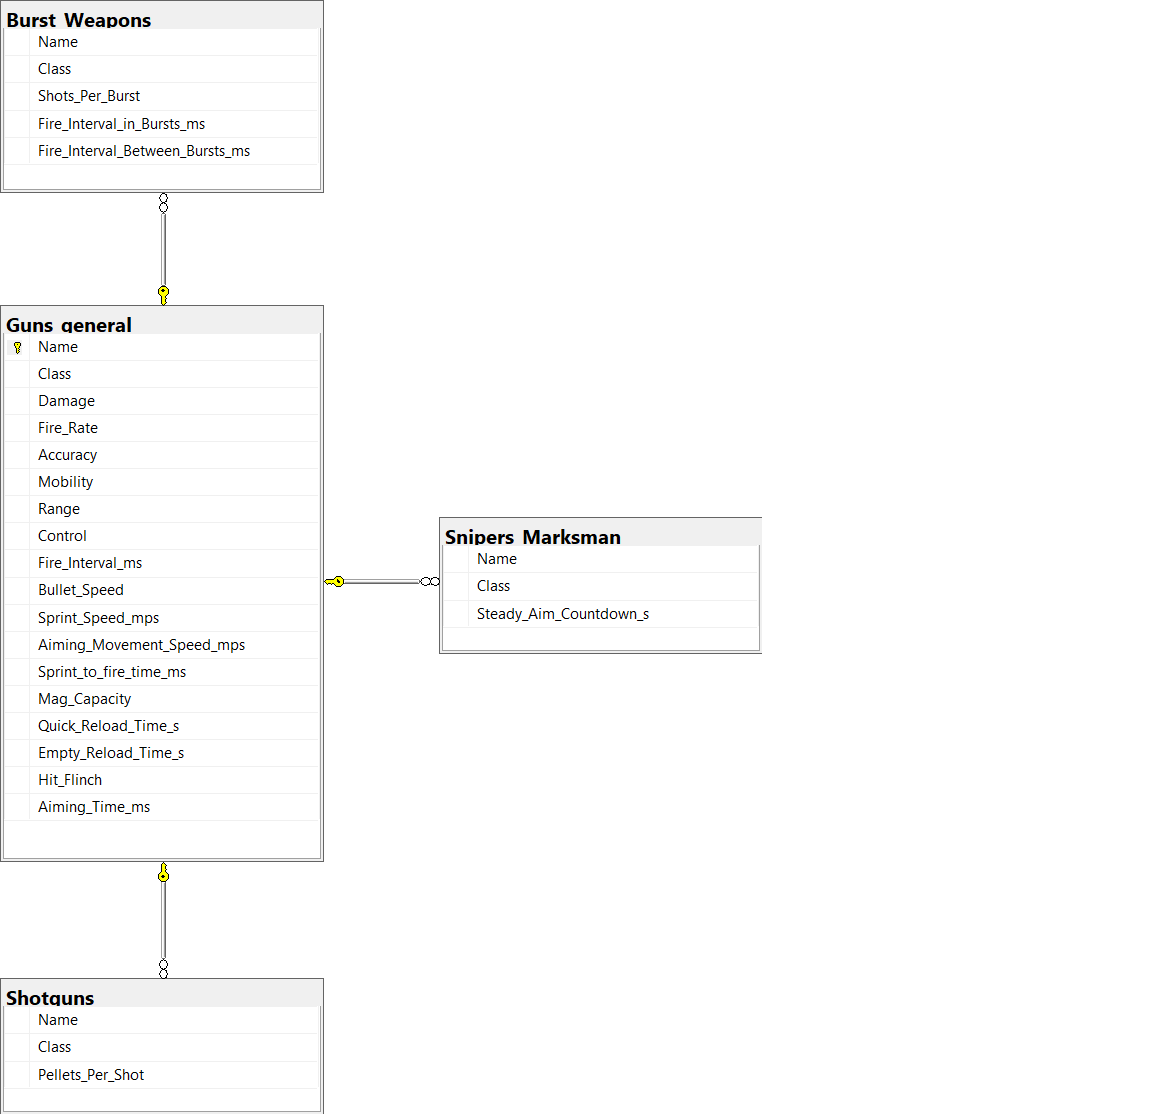 Burst_Weapons
Name
Class
Shots_Per_Burst
Fire_Interval_in_Bursts_ms
Fire_Interval_Between_Bursts_ms
Guns_general
Name
Class
Damage
Fire_Rate
Accuracy
Mobility
Range
Control
Fire_Interval_ms
Bullet_Speed
Sprint_Speed_mps
Aiming_Movement_Speed_mps
Sprint_to_fire_time_ms
Mag_Capacity
Quick_Reload_Time_s
Empty_Reload_Time_s
Hit_Flinch
Aiming_Time_ms
Snipers_Marksman
Name
Class
Steady_Aim_Countdown_s
Shotguns
Name
Class
Pellets_Per_Shot